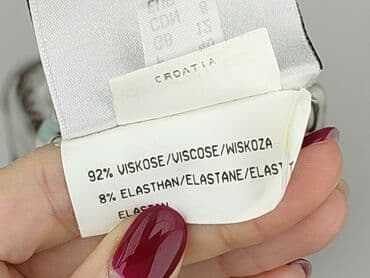 CROATIA
92% VISKOSE/VISCOSE/WISKOZA
8% ELASTHAN/ELASTANE/ELAST
ELASTAN